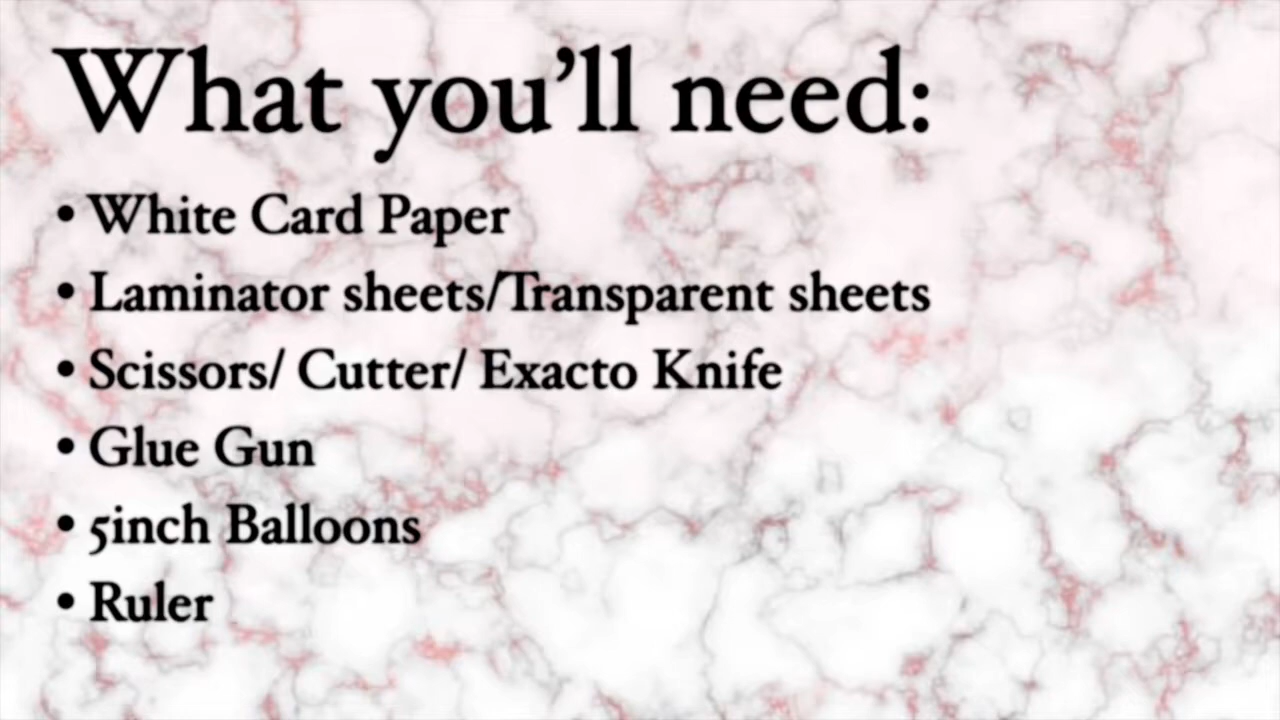 What you’ll need:
• White Card Paper
• Laminator sheets/Transparent sheets
• Scissors/ Cutter/ Exacto Knife
• Glue Gun
• 5inch Balloons
• Ruler